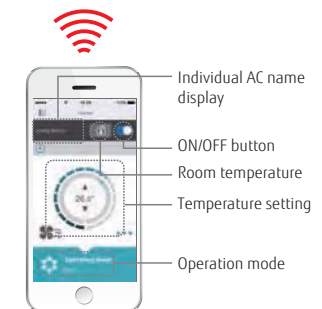 Individual AC name
display
ON/OFF button
Room temperature
Temperature setting
Operation mode